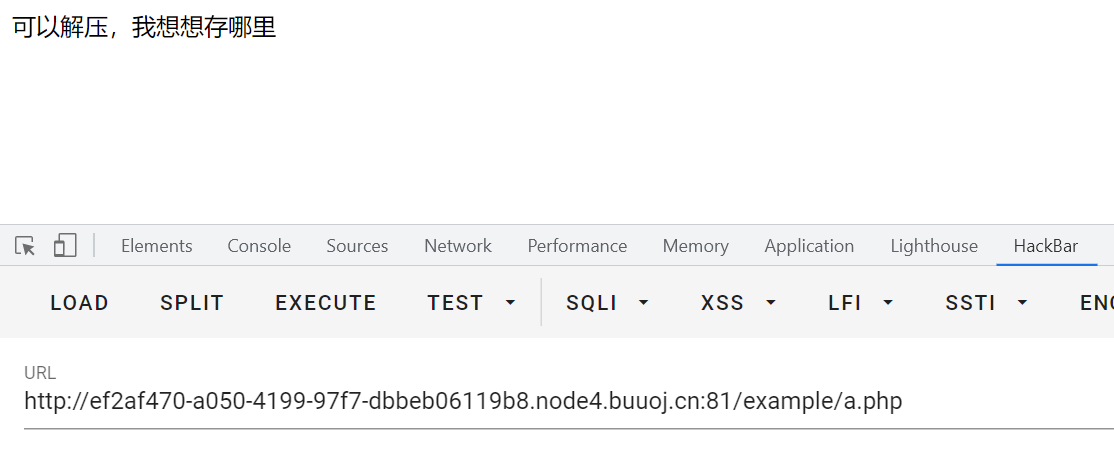 可以解压，我想想存哪里
Elements Console Sources Network Performance Memory Application Lighthouse HackBar
LOAD SPLIT EXECUTE TEST SQLI XSS LFI SSTI ENC
URL
http://ef2af470-a050-4199-97f7-dbbeb06119b8.node4.buuoj.cn:81/example/a.php